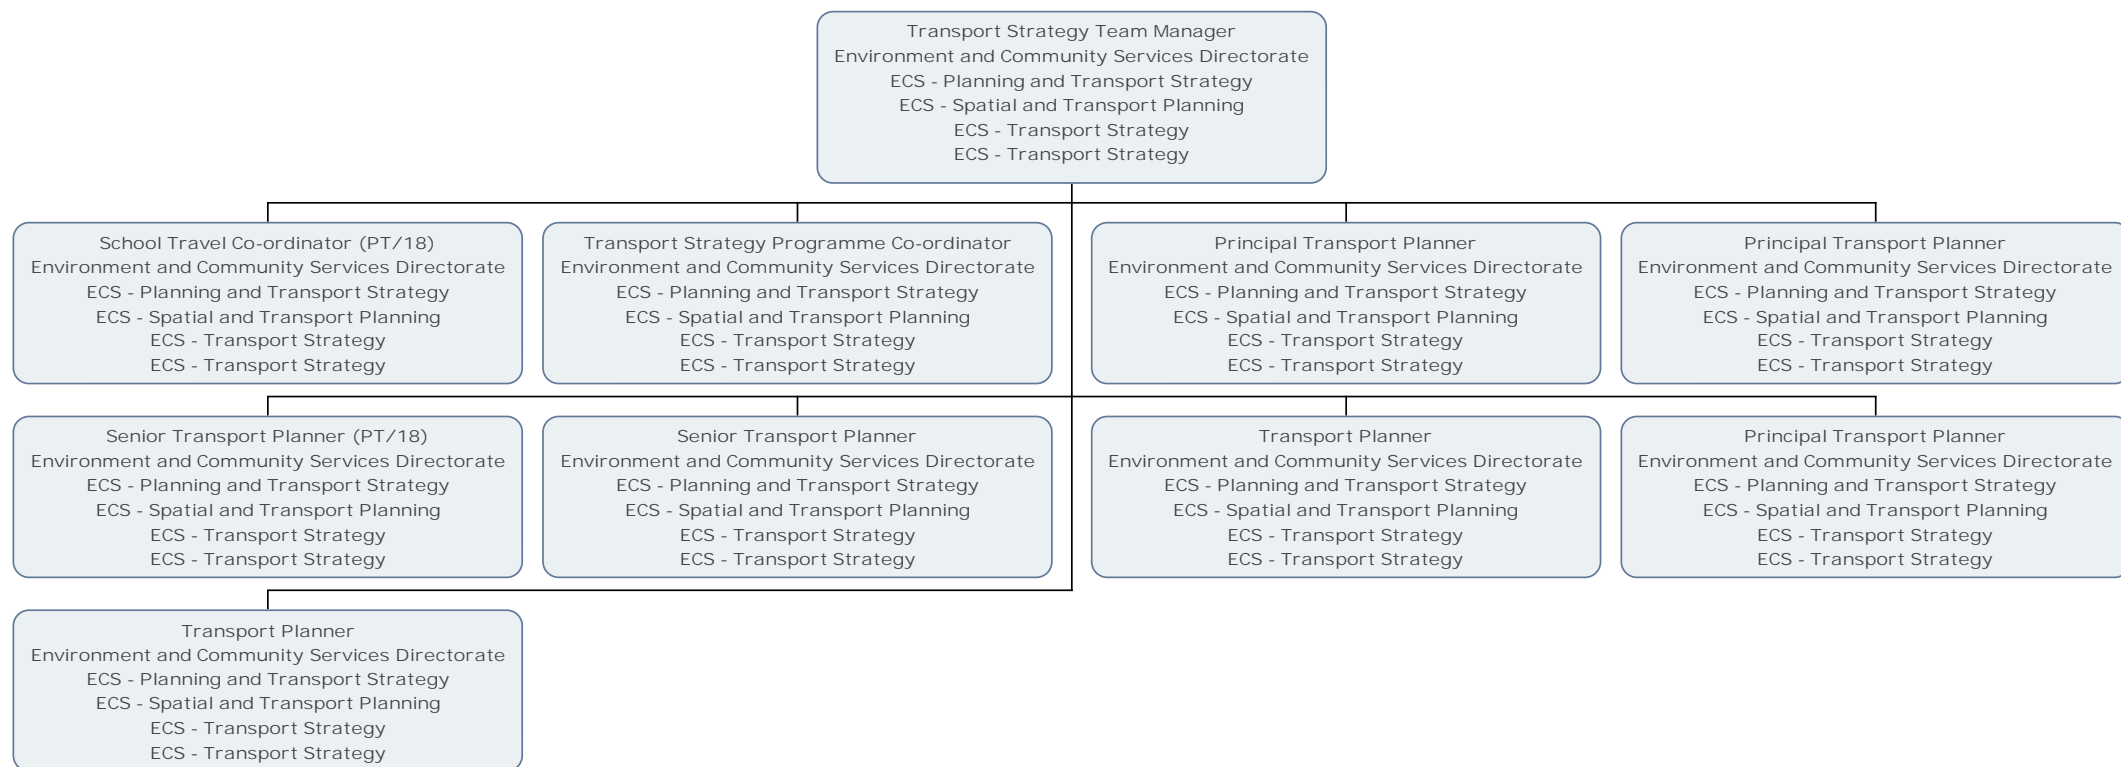 Transport Strategy Team Manager
Environment and Community Services Directorate
ECS - Planning and Transport Strategy
ECS - Spatial and Transport Planning
ECS - Transport Strategy
ECS - Transport Strategy
School Travel Co-ordinator (PT/18)
Environment and Community Services Directorate
ECS - Planning and Transport Strategy
ECS - Spatial and Transport Planning
ECS - Transport Strategy
ECS - Transport Strategy
Transport Strategy Programme Co-ordinator
Environment and Community Services Directorate
ECS - Planning and Transport Strategy
ECS - Spatial and Transport Planning
ECS - Transport Strategy
ECS - Transport Strategy
Principal Transport Planner
Environment and Community Services Directorate
ECS - Planning and Transport Strategy
ECS - Spatial and Transport Planning
ECS - Transport Strategy
ECS - Transport Strategy
Principal Transport Planner
Environment and Community Services Directorate
ECS - Planning and Transport Strategy
ECS - Spatial and Transport Planning
ECS - Transport Strategy
ECS - Transport Strategy
Senior Transport Planner (PT/18)
Environment and Community Services Directorate
ECS - Planning and Transport Strategy
ECS - Spatial and Transport Planning
ECS - Transport Strategy
ECS - Transport Strategy
Senior Transport Planner
Environment and Community Services Directorate
ECS - Planning and Transport Strategy
ECS - Spatial and Transport Planning
ECS - Transport Strategy
ECS - Transport Strategy
Transport Planner
Environment and Community Services Directorate
ECS - Planning and Transport Strategy
ECS - Spatial and Transport Planning
ECS - Transport Strategy
ECS - Transport Strategy
Principal Transport Planner
Environment and Community Services Directorate
ECS - Planning and Transport Strategy
ECS - Spatial and Transport Planning
ECS - Transport Strategy
ECS - Transport Strategy
Transport Planner
Environment and Community Services Directorate
ECS - Planning and Transport Strategy
ECS - Spatial and Transport Planning
ECS - Transport Strategy
ECS - Transport Strategy